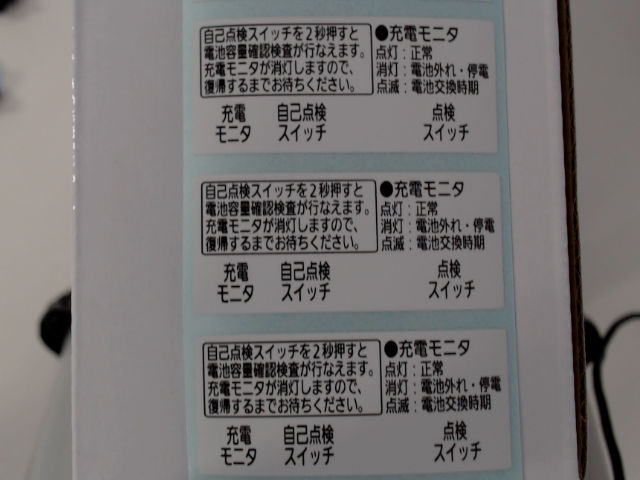 自己点検スイッチを2秒押すと
電池容量確認検査が行なえます。
充電モニタが消灯しますので、
復帰するまでお待ちください。
●充電モニタ
点灯：正常
消灯：電池外れ・停電
点滅：電池交換時期
充電
モニタ
自己点検
スイッチ
点検
スイッチ
自己点検スイッチを2秒押すと
電池容量確認検査が行なえます。
充電モニタが消灯しますので、
復帰するまでお待ちください。
●充電モニタ
点灯：正常
消灯：電池外れ・停電
点滅：電池交換時期
充電
モニタ
自己点検
スイッチ
点検
スイッチ
自己点検スイッチを2秒押すと
電池容量確認検査が行なえます。
充電モニタが消灯しますので、
復帰するまでお待ちください。
●充電モニタ
点灯：正常
消灯：電池外れ・停電
点滅：電池交換時期
充電
モニタ
自己点検
スイッチ
点検
スイッチ